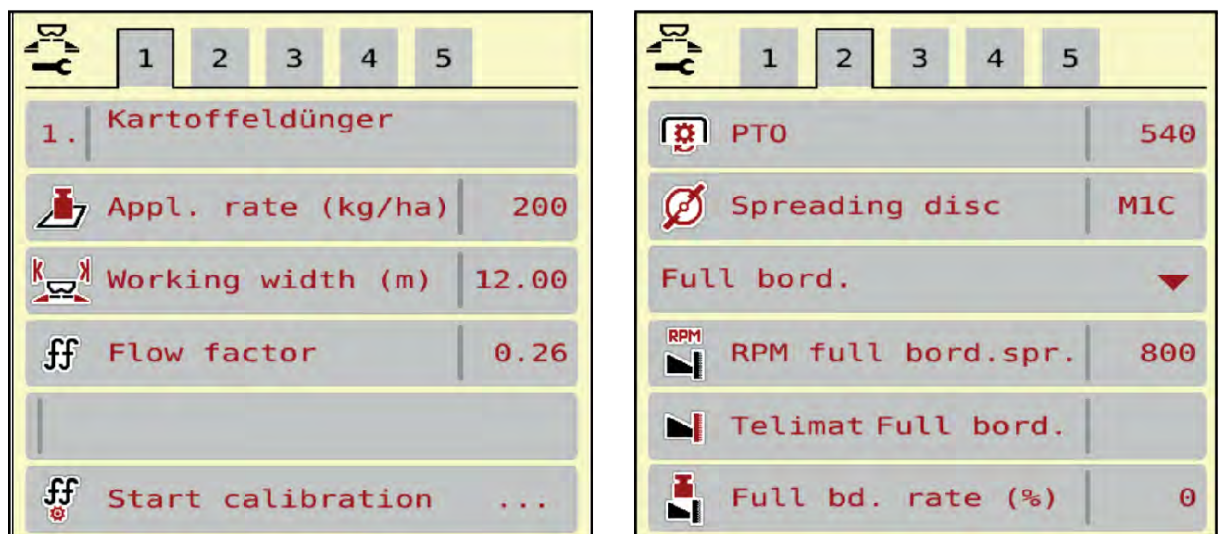 1 2 3 4 5
1. Kartoffeldünger
Appl. rate (kg/ha) 200
Working width (m) 12.00
ff Flow factor 0.26
ff Start calibration ...
1 2 3 4 5
PTO 540
Spreading disc M1C
Full bord.
RPM RPM full bord.spr. 800
Telimat Full bord.
Full bd. rate (%) 0